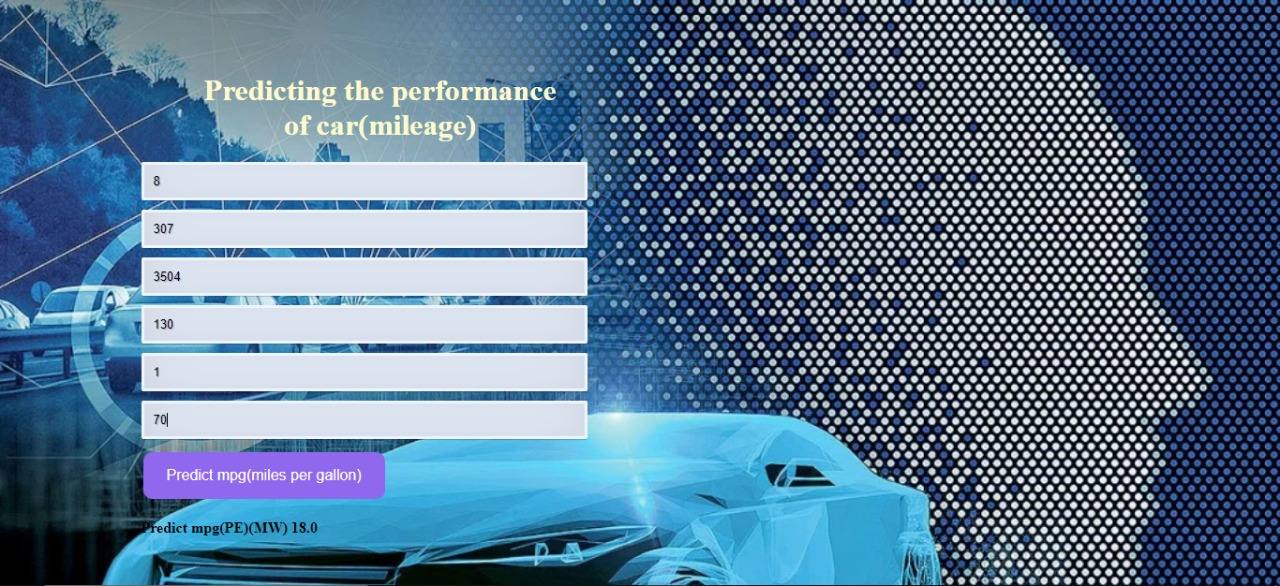 Predicting the performance
of car(mileage)
8
307
3504
130
1
70
Predict mpg(miles per gallon)
Predict mpg(PE)(MW) 18.0